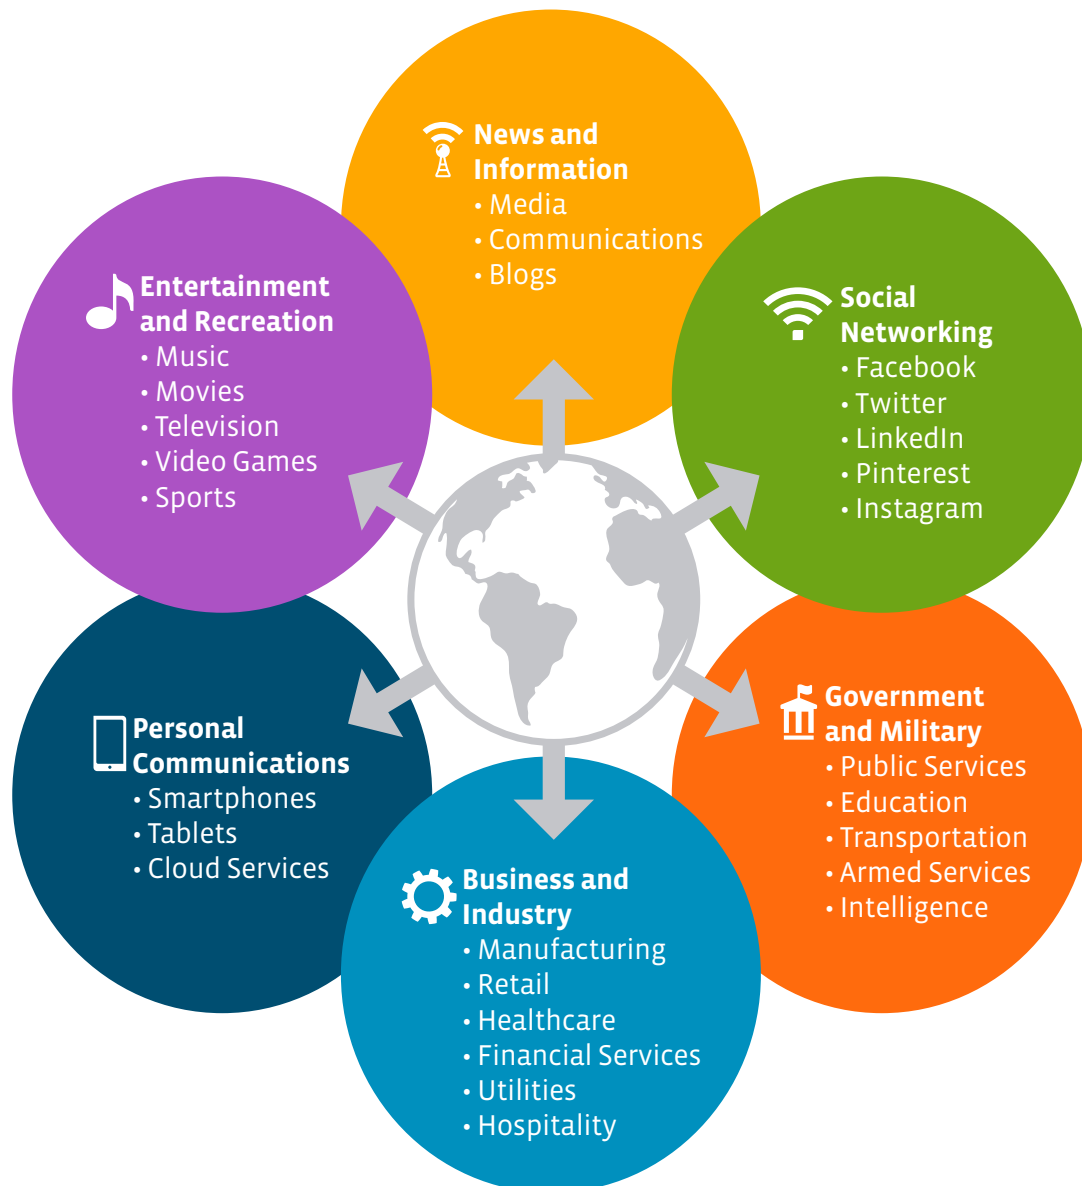 News and
Information
• Media
• Communications
• Blogs
Entertainment
and Recreation
• Music
• Movies
• Television
• Video Games
• Sports
Social
Networking
• Facebook
• Twitter
• LinkedIn
• Pinterest
• Instagram
Personal
Communications
• Smartphones
• Tablets
• Cloud Services
Government
and Military
• Public Services
• Education
• Transportation
• Armed Services
• Intelligence
Business and
Industry
• Manufacturing
• Retail
• Healthcare
• Financial Services
• Utilities
• Hospitality